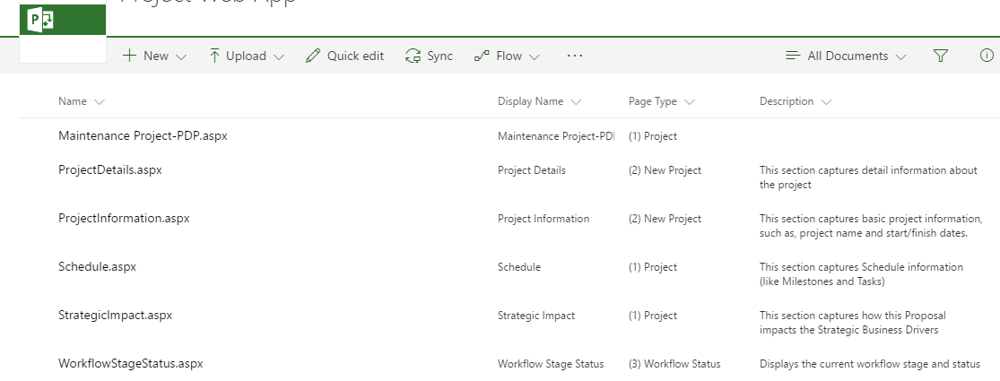 Project Web App
P
New
Upload
Quick edit
Sync
Flow
...
All Documents
Name
Display Name
Page Type
Description
Maintenance Project-PDP.aspx
Maintenance Project-PD
(1) Project
ProjectDetails.aspx
Project Details
(2) New Project
This section captures detail information about
the project
ProjectInformation.aspx
Project Information
(2) New Project
This section captures basic project information,
such as, project name and start/finish dates.
Schedule.aspx
Schedule
(1) Project
This section captures Schedule information
(like Milestones and Tasks)
StrategicImpact.aspx
Strategic Impact
(1) Project
This section captures how this Proposal
impacts the Strategic Business Drivers
WorkflowStageStatus.aspx
Workflow Stage Status
(3) Workflow Status
Displays the current workflow stage and status